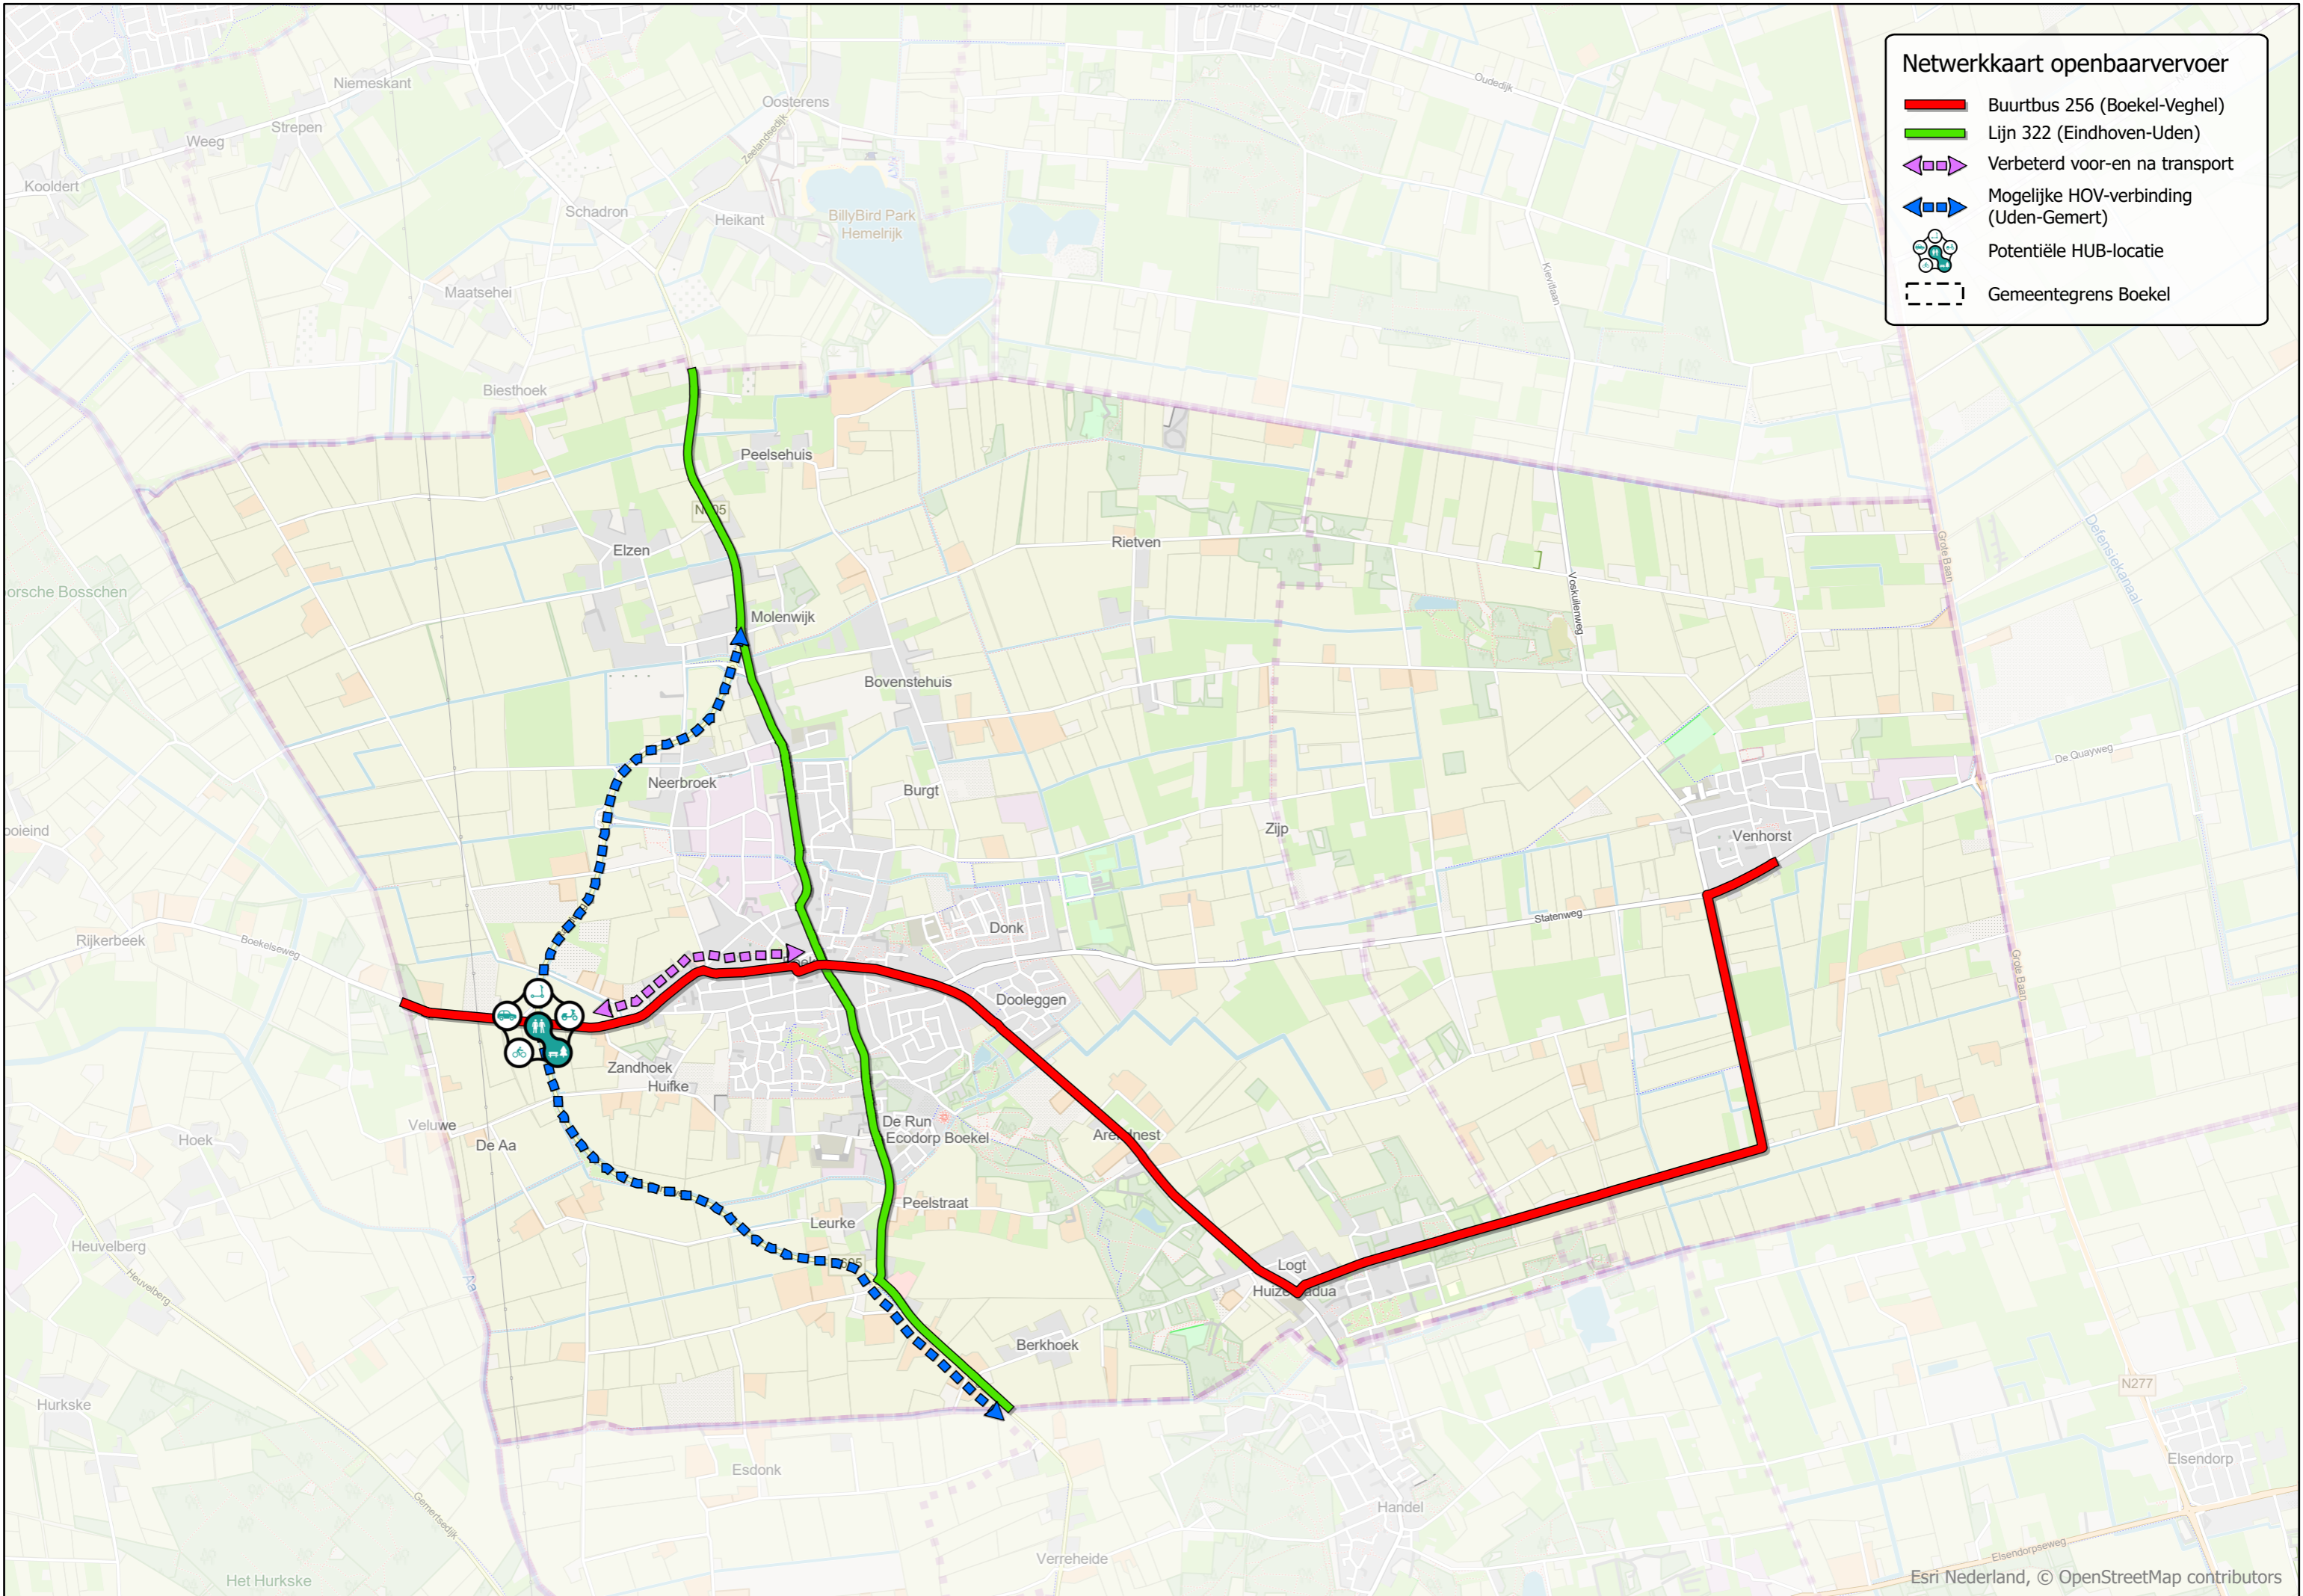 Netwerkkaart openbaarvervoer
Buurtbus 256 (Boekel-Veghel)
Lijn 322 (Eindhoven-Uden)
Verbeterd voor-en na transport
Mogelijke HOV-verbinding
(Uden-Gemert)
Potentiële HUB-locatie
Gemeentegrens Boekel
Volkel
Niemeskant
Oosterens
Oudedijk
Strepen
Weeg
Zeelandsedijk
Kooldert
Schadron
Heikant
BillyBird Park
Hemelrijk
Maatsehei
Kievitlaan
Biesthoek
Peelsehuis
Elzen
Rietven
Grote Baan
Defensiekanaal
Molenwijk
Voskuilenweg
Bovenstehuis
Neerbroek
Burgt
De Quayweg
Zijp
Venhorst
Rijkerbeek
Boekelseweg
Donk
Statenweg
Grote Baan
Dooleggen
Zandhoek
Huifke
Veluwe
Hoek
De Aa
De Run
Ecodorp Boekel
Peelstraat
Leurke
Heuvelberg
Heuvelberg
Aa
Logt
Berkhoek
N277
Hurkske
Esdonk
Elsendorp
Gemertsedijk
Handel
Verreheide
Elsendorpseweg
Het Hurkske
Esri Nederland, © OpenStreetMap contributors